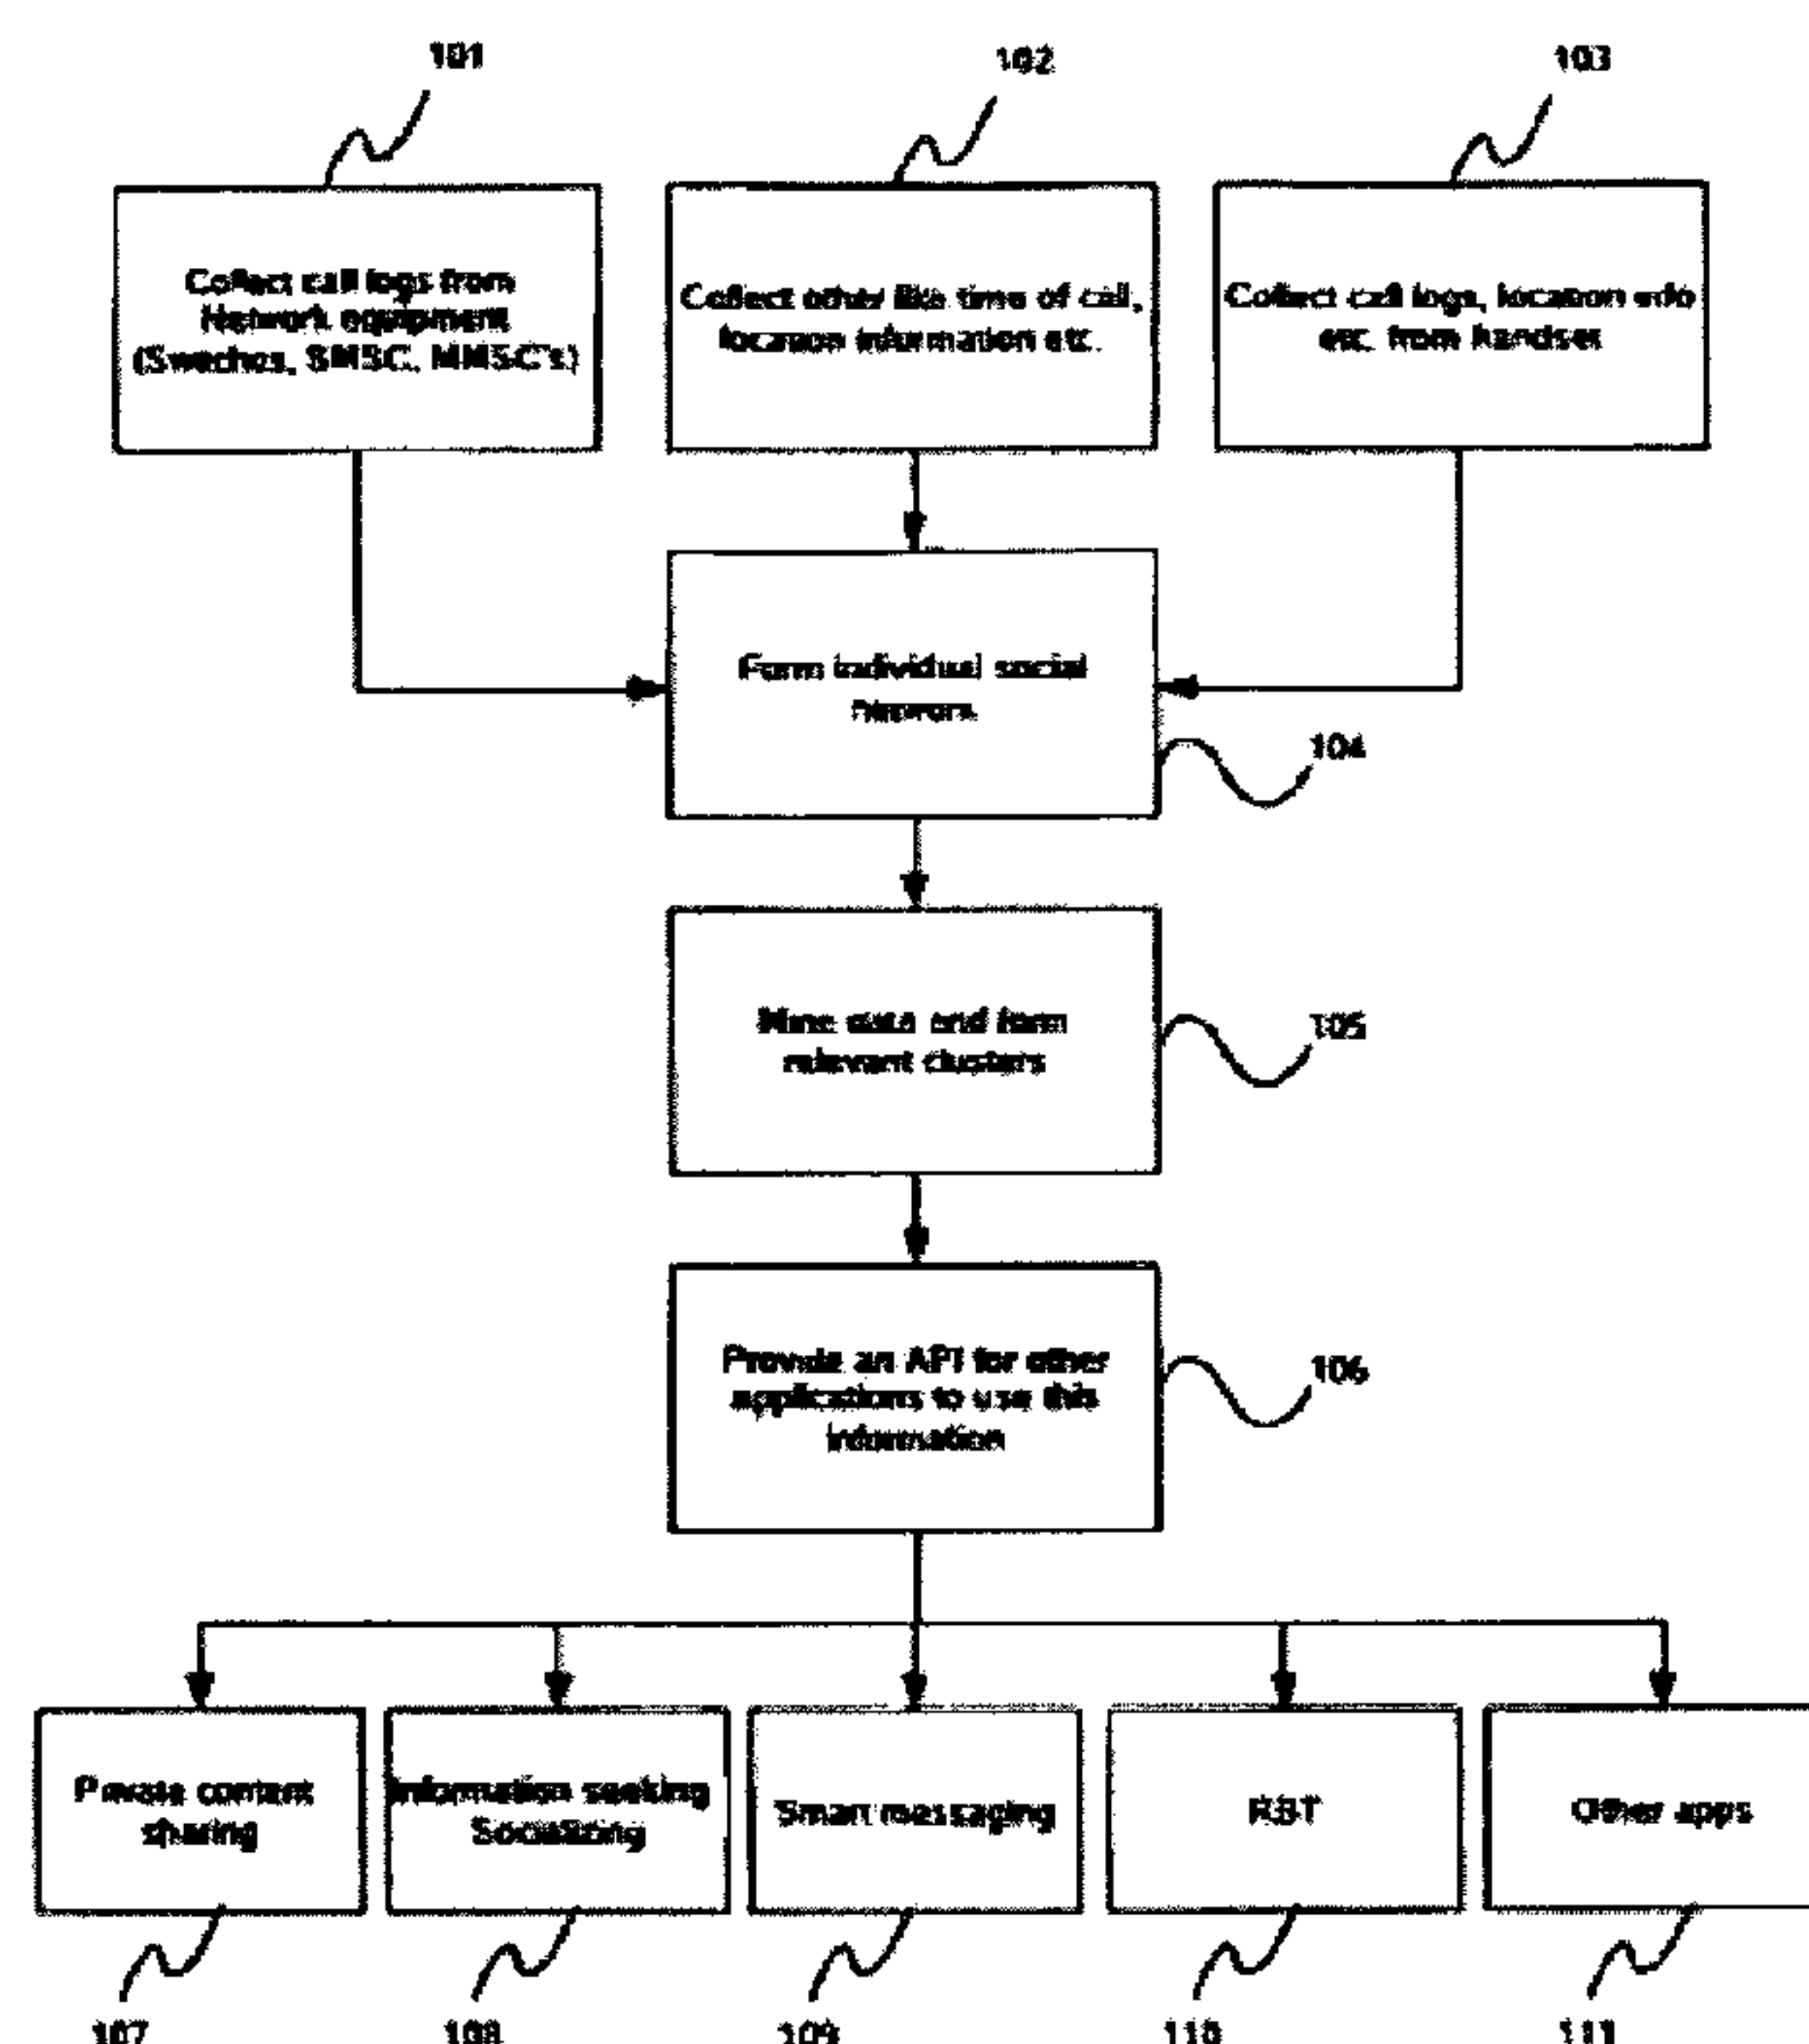 101
102
103
Collect call logs from
Network equipment
(Sweches, SMSC, MMSC's)
Collect other like time of call,
location information etc.
Collect call logs, location info
etc. from handset
Form individual social
Network
104
Mine data and form
relevant clusters
105
Provide an API for other
applications to use this
information
106
Private content
sharing
Information seeking
Socializing
Smart messaging
RBT
Other apps
107
108
109
110
111